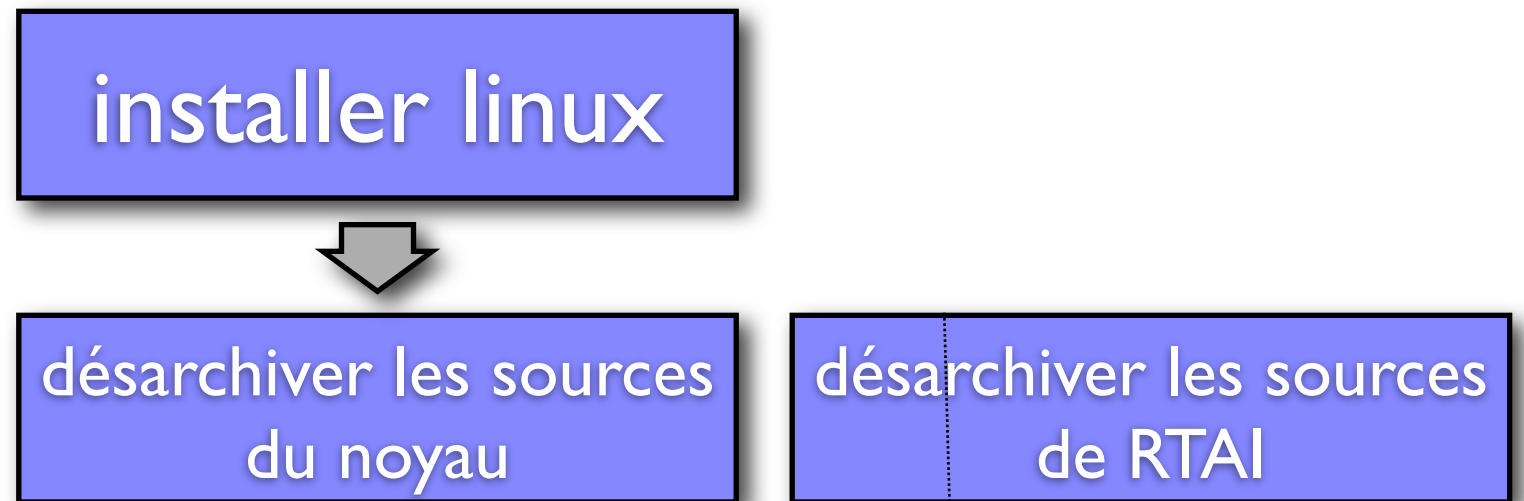 installer linux
désarchiver les sources
du noyau
désarchiver les sources
de RTAI